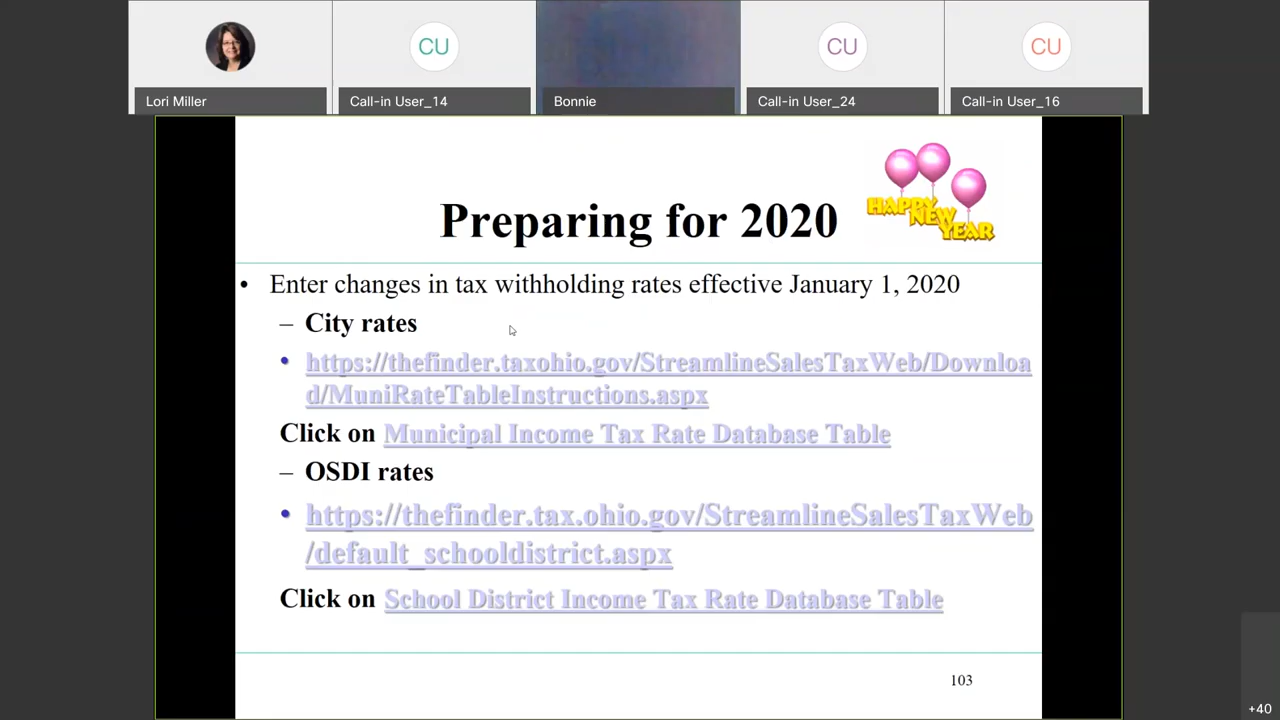 CU
CU
CU
Lori Miller
Call-in User_14
Bonnie
Call-in User_24
Call-in User_16
HAPPY
NEW
YEAR
Preparing for 2020
• Enter changes in tax withholding rates effective January 1, 2020
– City rates
• https://thefinder.taxohio.gov/StreamlineSalesTaxWeb/Downloa
d/MuniRateTableInstructions.aspx
Click on Municipal Income Tax Rate Database Table
– OSDI rates
• https://thefinder.tax.ohio.gov/StreamlineSalesTaxWeb
/default_schooldistrict.aspx
Click on School District Income Tax Rate Database Table
103
+40